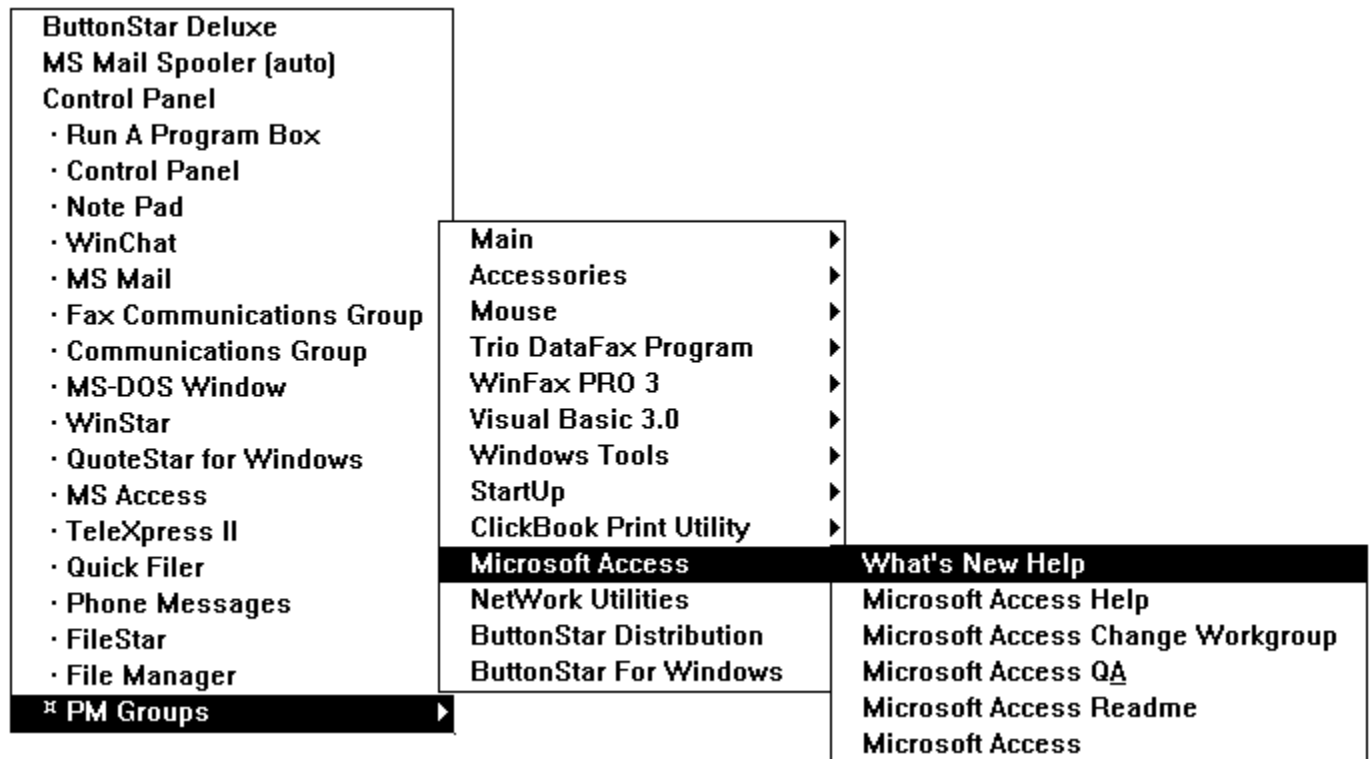 ButtonStar Deluxe
MS Mail Spooler (auto)
Control Panel
· Run A Program Box
· Control Panel
· Note Pad
· WinChat
· MS Mail
· Fax Communications Group
· Communications Group
· MS-DOS Window
· WinStar
· QuoteStar for Windows
· MS Access
· TeleXpress II
· Quick Filer
· Phone Messages
· FileStar
· File Manager
¤ PM Groups
Main
Accessories
Mouse
Trio DataFax Program
WinFax PRO 3
Visual Basic 3.0
Windows Tools
StartUp
ClickBook Print Utility
Microsoft Access
NetWork Utilities
ButtonStar Distribution
ButtonStar For Windows
What's New Help
Microsoft Access Help
Microsoft Access Change Workgroup
Microsoft Access QA
Microsoft Access Readme
Microsoft Access